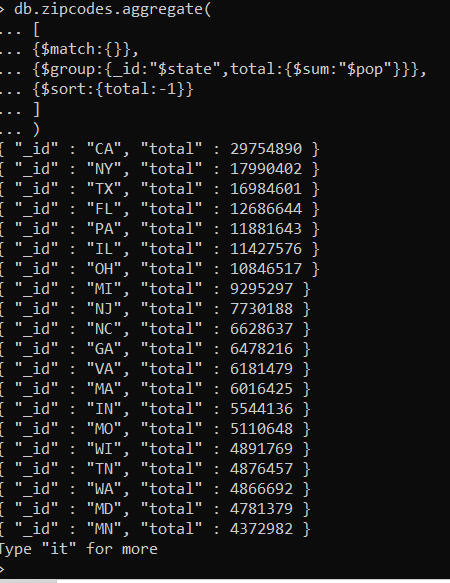 > db.zipcodes.aggregate(
... [
... {$match:{}},
... {$group:{_id:"$state",total:{$sum:"$pop"}}},
... {$sort:{total:-1}}
... ]
... )
{ "_id" : "CA", "total" : 29754890 }
{ "_id" : "NY", "total" : 17990402 }
{ "_id" : "TX", "total" : 16984601 }
{ "_id" : "FL", "total" : 12686644 }
{ "_id" : "PA", "total" : 11881643 }
{ "_id" : "IL", "total" : 11427576 }
{ "_id" : "OH", "total" : 10846517 }
{ "_id" : "MI", "total" : 9295297 }
{ "_id" : "NJ", "total" : 7730188 }
{ "_id" : "NC", "total" : 6628637 }
{ "_id" : "GA", "total" : 6478216 }
{ "_id" : "VA", "total" : 6181479 }
{ "_id" : "MA", "total" : 6016425 }
{ "_id" : "IN", "total" : 5544136 }
{ "_id" : "MO", "total" : 5110648 }
{ "_id" : "WI", "total" : 4891769 }
{ "_id" : "TN", "total" : 4876457 }
{ "_id" : "WA", "total" : 4866692 }
{ "_id" : "MD", "total" : 4781379 }
{ "_id" : "MN", "total" : 4372982 }
Type "it" for more
>